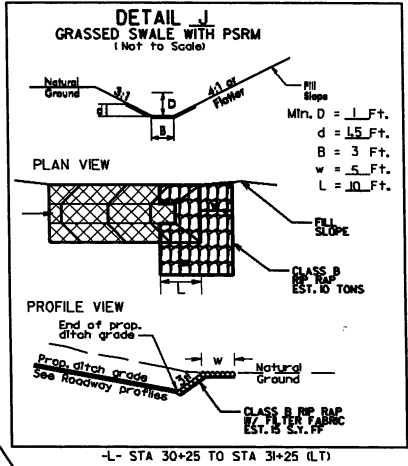 DETAIL J
GRASSED SWALE WITH PSRM
(Not to Scale)
Natural
Ground
3:1
4:1 or
Flatter
Fill
Slope
D
d
B
Min. D = 1 Ft.
d = 1.5 Ft.
B = 3 Ft.
w = 5 Ft.
L = 10 Ft.
PLAN VIEW
FILL
SLOPE
L
CLASS B
RIP RAP
EST. 10 TONS
PROFILE VIEW
End of prop.
ditch grade
w
Natural
Ground
Prop. ditch grade
See Roadway profiles
3:1
CLASS B RIP RAP
W/ FILTER FABRIC
EST. 15 S.Y. FF
-L- STA 30+25 TO STA 31+25 (LT)